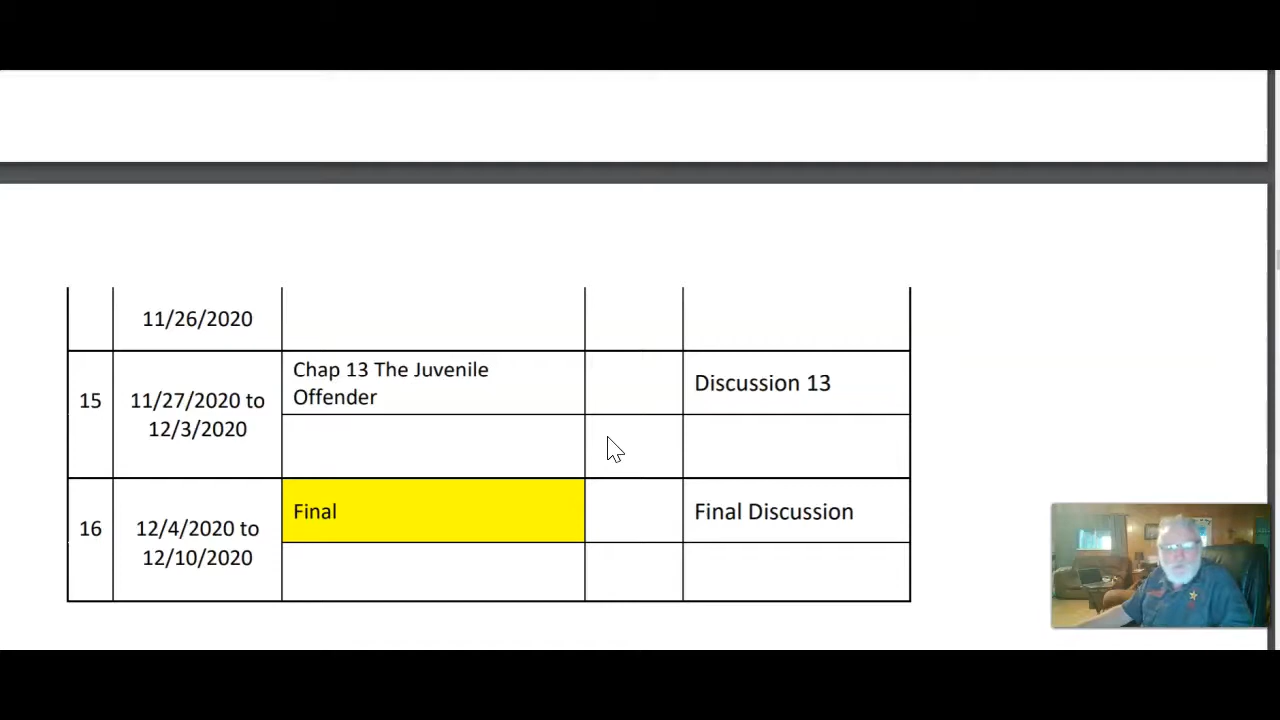 11/26/2020
Chap 13 The Juvenile
Offender
Discussion 13
15
11/27/2020 to
12/3/2020
Final
Final Discussion
16
12/4/2020 to
12/10/2020